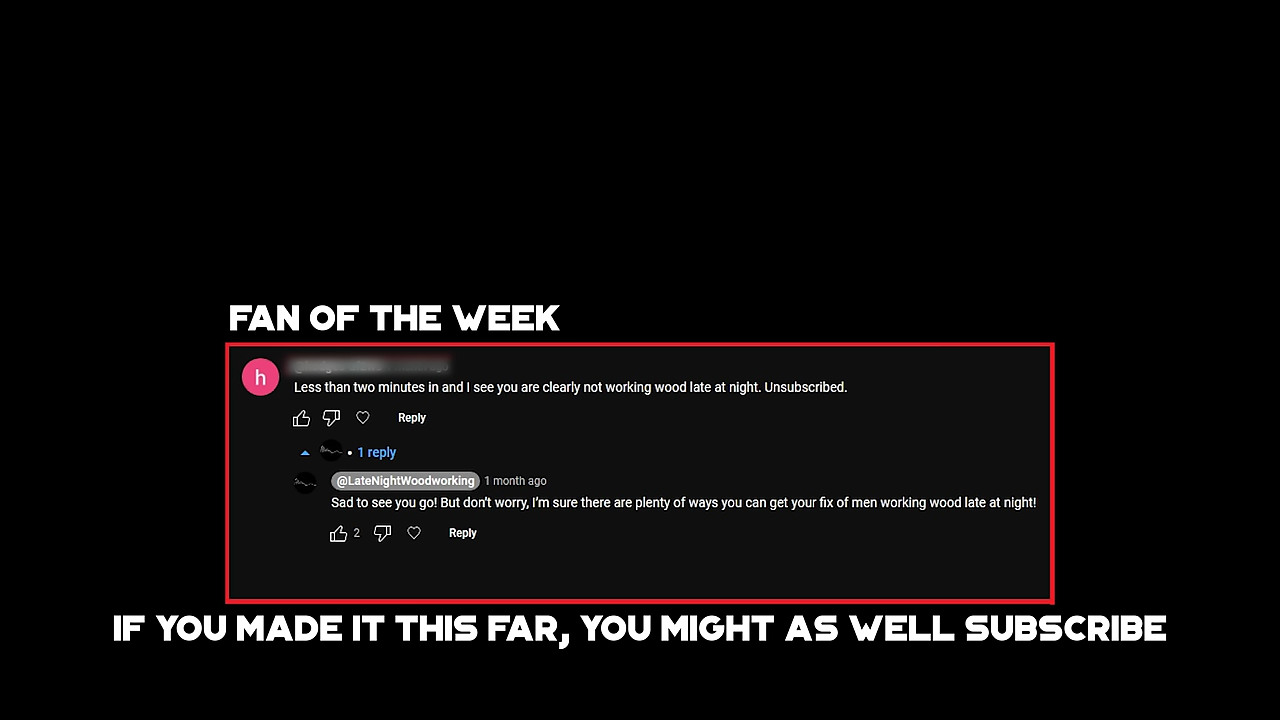 FAN OF THE WEEK
h
Less than two minutes in and I see you are clearly not working wood late at night. Unsubscribed.
Reply
• 1 reply
@LateNightWoodworking 1 month ago
Sad to see you go! But don't worry, I'm sure there are plenty of ways you can get your fix of men working wood late at night!
2 Reply
IF YOU MADE IT THIS FAR, YOU MIGHT AS WELL SUBSCRIBE